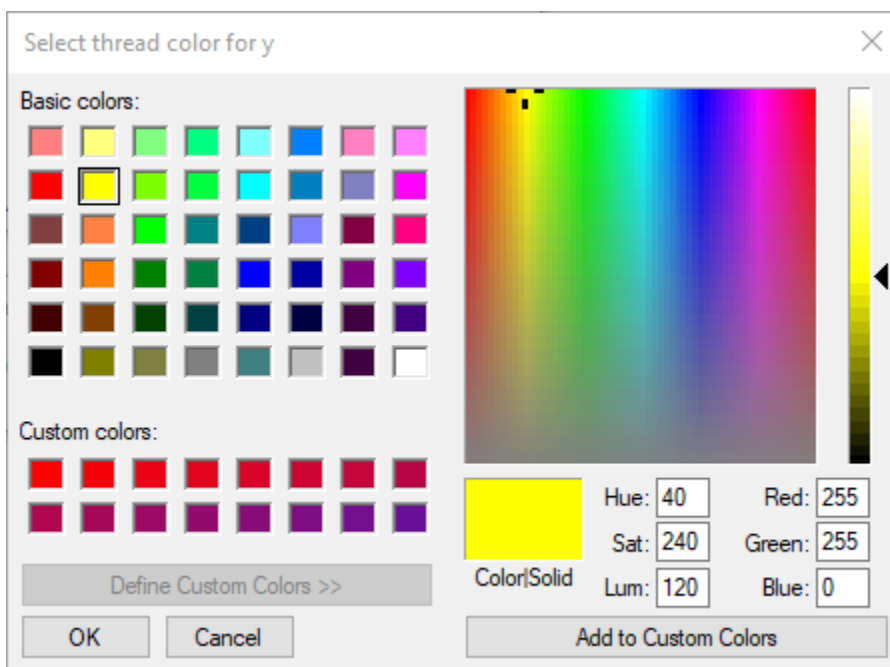 Select thread color for y
Basic colors:
Custom colors:
Define Custom Colors >>
OK Cancel
Color|Solid
Hue: 40 Red: 255
Sat: 240 Green: 255
Lum: 120 Blue: 0
Add to Custom Colors